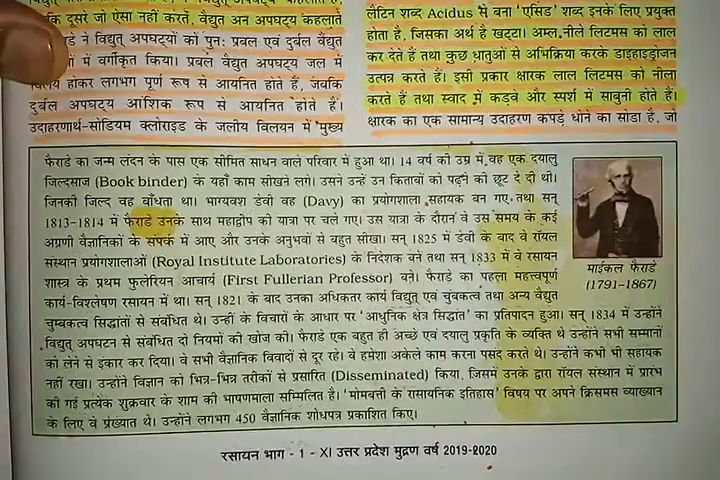 कि दूसरे जो ऐसा नहीं करते, वैद्युत अन अपघट्य कहलाते
ने विद्युत् अपघट्यों को पुनः प्रबल एवं दुर्बल वैद्युत
में वर्गीकृत किया। प्रबल वैद्युत अपघट्य जल में
विलेय होकर लगभग पूर्ण रूप से आयनित होते हैं, जबकि
दुर्बल अपघट्य आंशिक रूप से आयनित होते हैं।
उदाहरणार्थ-सोडियम क्लोराइड के जलीय विलयन में मुख्य
लैटिन शब्द Acidus से बना 'एसिड' शब्द इनके लिए प्रयुक्त
होता है, जिसका अर्थ है खट्टा। अम्ल नीले लिटमस को लाल
कर देते हैं तथा कुछ धातुओं से अभिक्रिया करके डाइहाइड्रोजन
उत्पन्न करते हैं। इसी प्रकार क्षारक लाल लिटमस को नीला
करते हैं तथा स्वाद में कड़वे और स्पर्श में साबुनी होते हैं।
क्षारक का एक सामान्य उदाहरण कपड़े धोने का सोडा है, जो
फैराडे का जन्म लंदन के पास एक सीमित साधन वाले परिवार में हुआ था। 14 वर्ष की उम्र में वह एक दयालु
जिल्दसाज (Book binder) के यहाँ काम सीखने लगे। उसने उन्हें उन किताबों को पढ़ने की छूट दे दी थी।
जिनकी जिल्द वह बाँधता था। भाग्यवश डेवी वह (Davy) का प्रयोगशाला सहायक बन गए, तथा सन्
1813-1814 में फैराडे उनके साथ महाद्वीप की यात्रा पर चले गए। उस यात्रा के दौरान वे उस समय के कई
अग्रणी वैज्ञानिकों के संपर्क में आए और उनके अनुभवों से बहुत सीखा। सन् 1825 में डेवी के बाद वे रॉयल
संस्थान प्रयोगशालाओं (Royal Institute Laboratories) के निदेशक बने तथा सन् 1833 में वे रसायन
शास्त्र के प्रथम फुलेरियन आचार्य (First Fullerian Professor) बने। फैराडे का पहला महत्त्वपूर्ण
कार्य-विश्लेषण रसायन में था। सन् 1821 के बाद उनका अधिकतर कार्य विद्युत् एवं चुंबकत्व तथा अन्य वैद्युत
चुम्बकत्व सिद्धांतों से संबंधित थे। उन्हीं के विचारों के आधार पर 'आधुनिक क्षेत्र सिद्धांत' का प्रतिपादन हुआ। सन् 1834 में उन्होंने
विद्युत् अपघटन से संबंधित दो नियमों की खोज की। फैराडे एक बहुत ही अच्छे एवं दयालु प्रकृति के व्यक्ति थे उन्होंने सभी सम्मानों
को लेने से इंकार कर दिया। वे सभी वैज्ञानिक विवादों से दूर रहे। वे हमेशा अकेले काम करना पसंद करते थे। उन्होंने कभी भी सहायक
नहीं रखा। उन्होंने विज्ञान को भिन्न-भिन्न तरीकों से प्रसारित (Disseminated) किया, जिसमें उनके द्वारा रॉयल संस्थान में प्रारंभ
की गई प्रत्येक शुक्रवार के शाम की भाषणमाला सम्मिलित है। 'मोमबत्ती के रासायनिक इतिहास' विषय पर अपने क्रिसमस व्याख्यान
के लिए वे प्रख्यात थे। उन्होंने लगभग 450 वैज्ञानिक शोधपत्र प्रकाशित किए।
माईकल फैराडे
(1791-1867)
रसायन भाग - 1 - XI उत्तर प्रदेश मुद्रण वर्ष 2019-2020